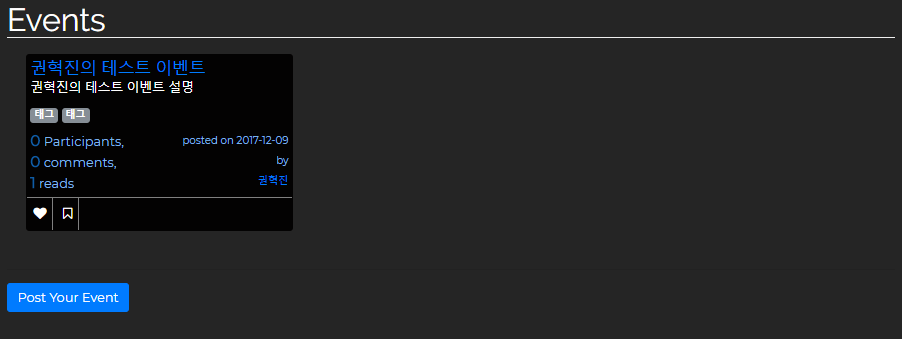 Events
권혁진의 테스트 이벤트
권혁진의 테스트 이벤트 설명
태그 태그
0 Participants,
0 comments,
1 reads
posted on 2017-12-09
by
권혁진
Post Your Event